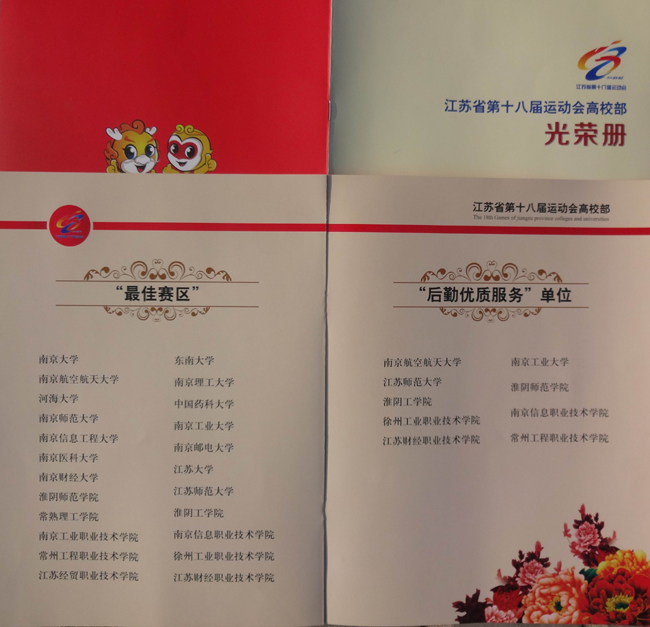 江苏省第十八届运动会
江苏省第十八届运动会高校部
光荣册
“最佳赛区”
南京大学
南京航空航天大学
河海大学
南京师范大学
南京信息工程大学
南京医科大学
南京财经大学
淮阴师范学院
常熟理工学院
南京工业职业技术学院
常州工程职业技术学院
江苏经贸职业技术学院
东南大学
南京理工大学
中国药科大学
南京工业大学
南京邮电大学
江苏大学
江苏师范大学
淮阴工学院
南京信息职业技术学院
徐州工业职业技术学院
江苏财经职业技术学院
江苏省第十八届运动会高校部
The 18th Games of jiangsu province colleges and universities
“后勤优质服务”单位
南京航空航天大学
江苏师范大学
淮阴工学院
徐州工业职业技术学院
江苏财经职业技术学院
南京工业大学
淮阴师范学院
南京信息职业技术学院
常州工程职业技术学院